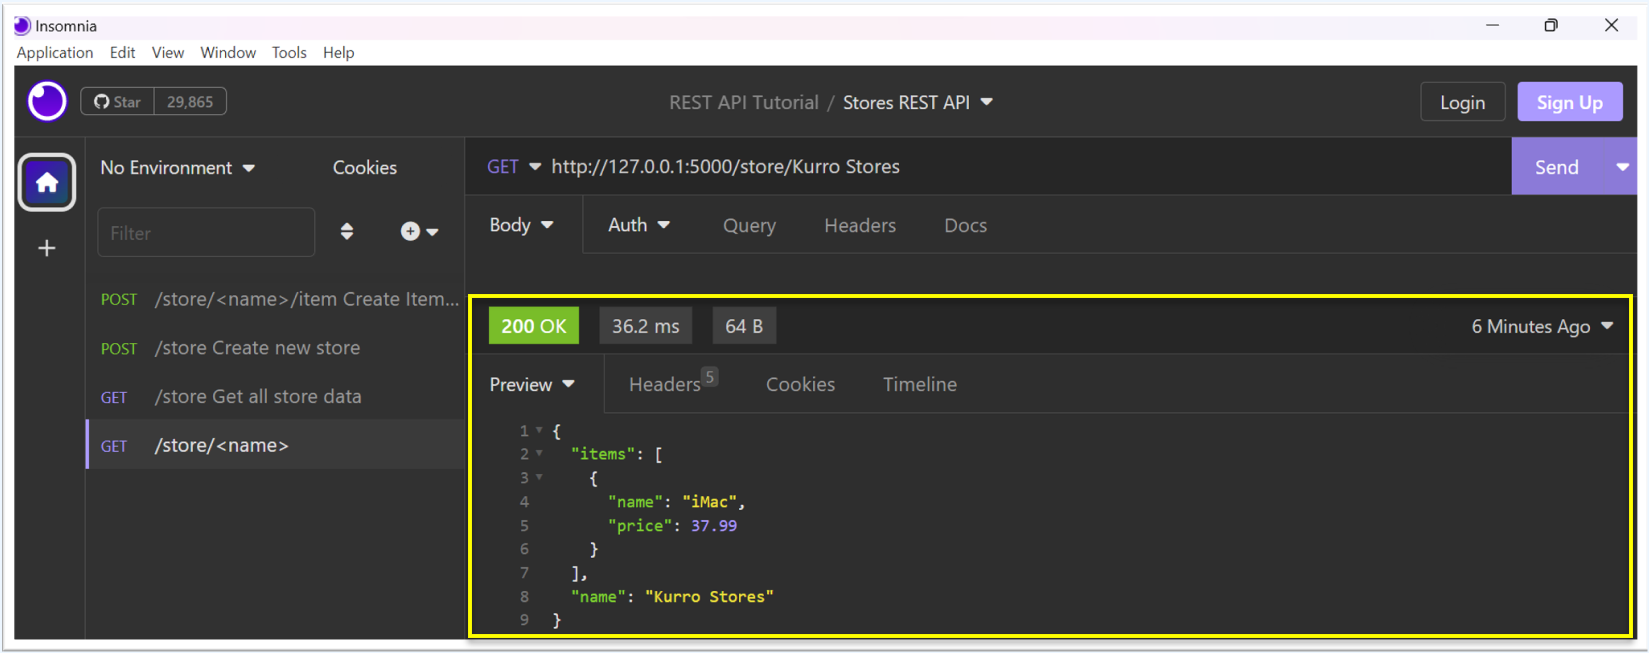 Insomnia
Application Edit View Window Tools Help
Star 29,865
REST API Tutorial / Stores REST API
Login
Sign Up
No Environment
Cookies
Filter
POST /store/<name>/item Create Item...
POST /store Create new store
GET /store Get all store data
GET /store/<name>
GET http://127.0.0.1:5000/store/Kurro Stores
Send
Body Auth Query Headers Docs
200 OK 36.2 ms 64 B 6 Minutes Ago
Preview Headers 5 Cookies Timeline
1 {
2 "items": [
3 {
4 "name": "iMac",
5 "price": 37.99
6 }
7 ],
8 "name": "Kurro Stores"
9 }